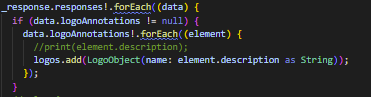 _response.responses!.forEach((data) {
if (data.logoAnnotations != null) {
data.logoAnnotations!.forEach((element) {
//print(element.description);
logos.add(LogoObject(name: element.description as String));
});
}